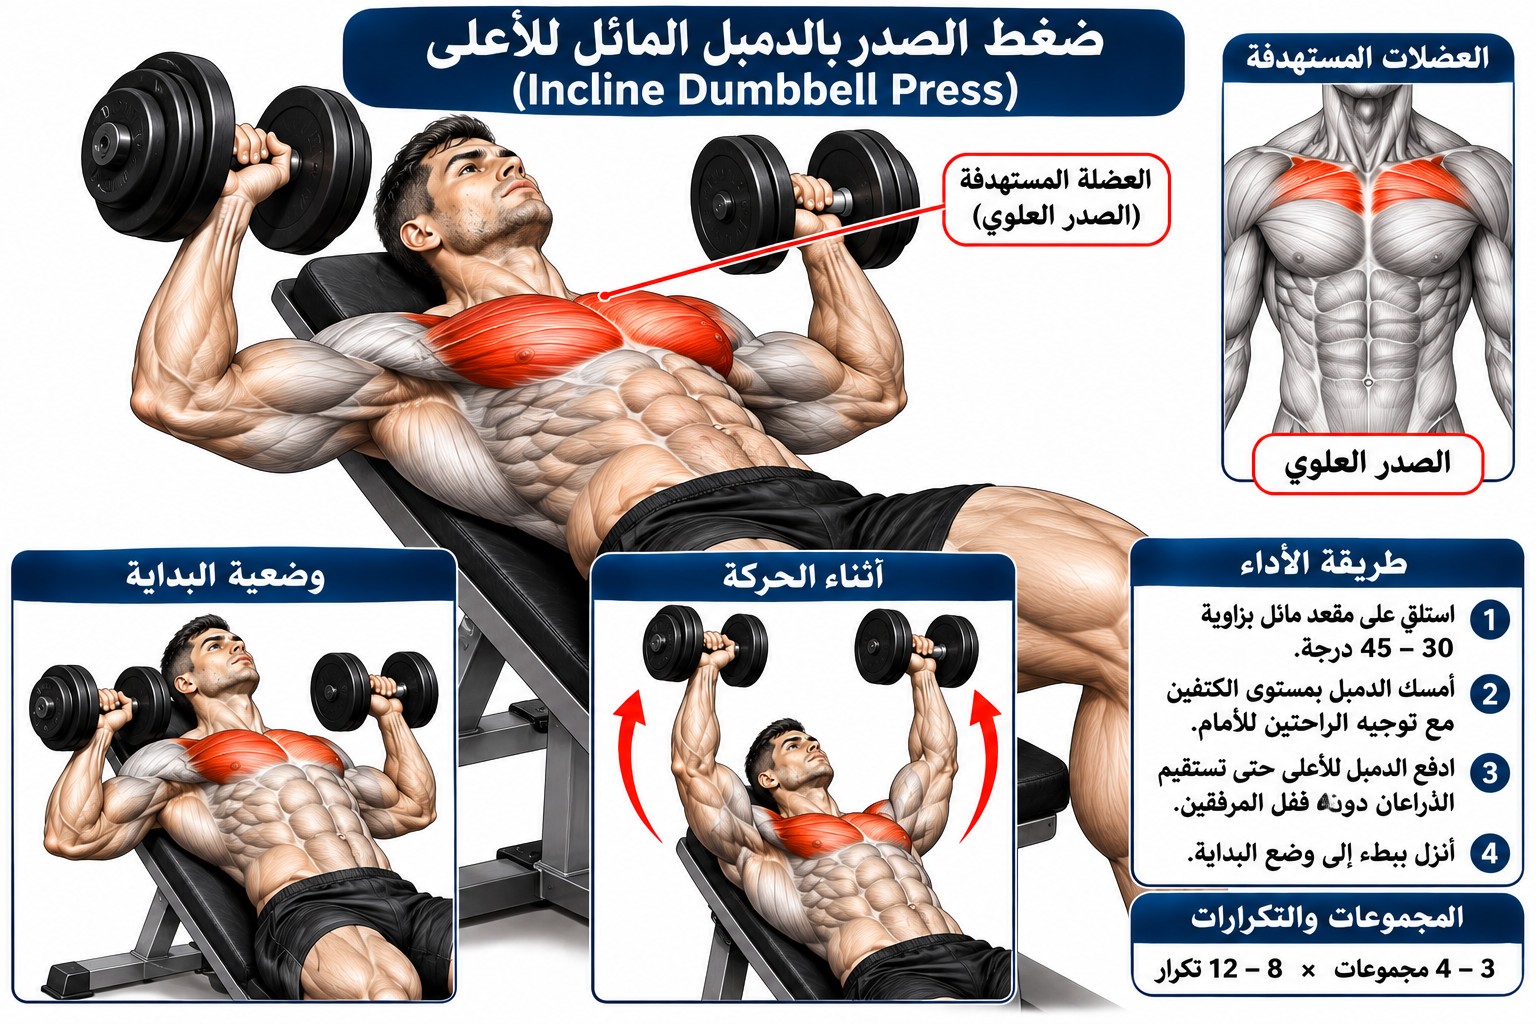 ضغط الصدر بالدمبل المائل للأعلى
(Incline Dumbbell Press)
العضلات المستهدفة
العضلة المستهدفة
(الصدر العلوي)
الصدر العلوي
وضعية البداية
أثناء الحركة
طريقة الأداء
1 استلقِ على مقعد مائل بزاوية
30 – 45 درجة.
2 أمسك الدمبل بمستوى الكتفين
مع توجيه الراحتين للأمام.
3 ادفع الدمبل للأعلى حتى تستقيم
الذراعان المرفقين.
4 أنزل ببطء إلى وضع البداية.
المجموعات والتكرارات
3 – 4 مجموعات × 8 – 12 تكرار